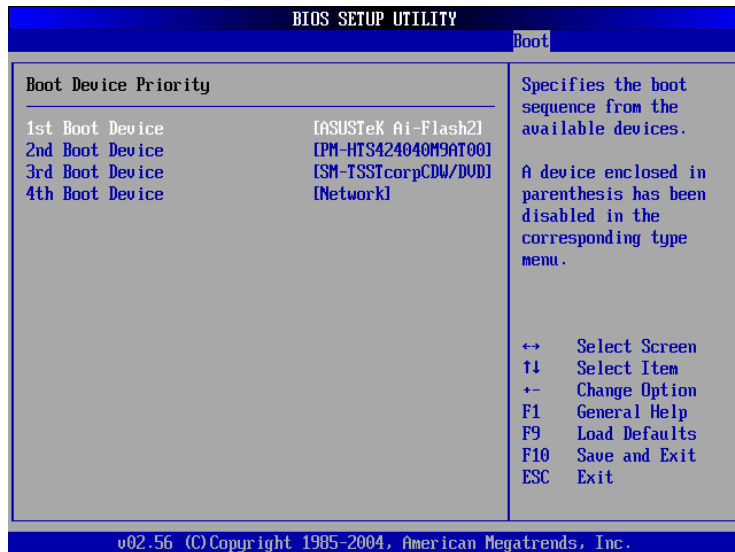 BIOS SETUP UTILITY
Boot
Boot Device Priority
1st Boot Device [ASUSTeK Ai-Flash2]
2nd Boot Device [PM-HTS424040M9AT00]
3rd Boot Device [SM-TSSTcorpCDW/DVD]
4th Boot Device [Network]
Specifies the boot
sequence from the
available devices.
A device enclosed in
parenthesis has been
disabled in the
corresponding type
menu.
↔ Select Screen
↑↓ Select Item
+- Change Option
F1 General Help
F9 Load Defaults
F10 Save and Exit
ESC Exit
v02.56 (C)Copyright 1985-2004, American Megatrends, Inc.